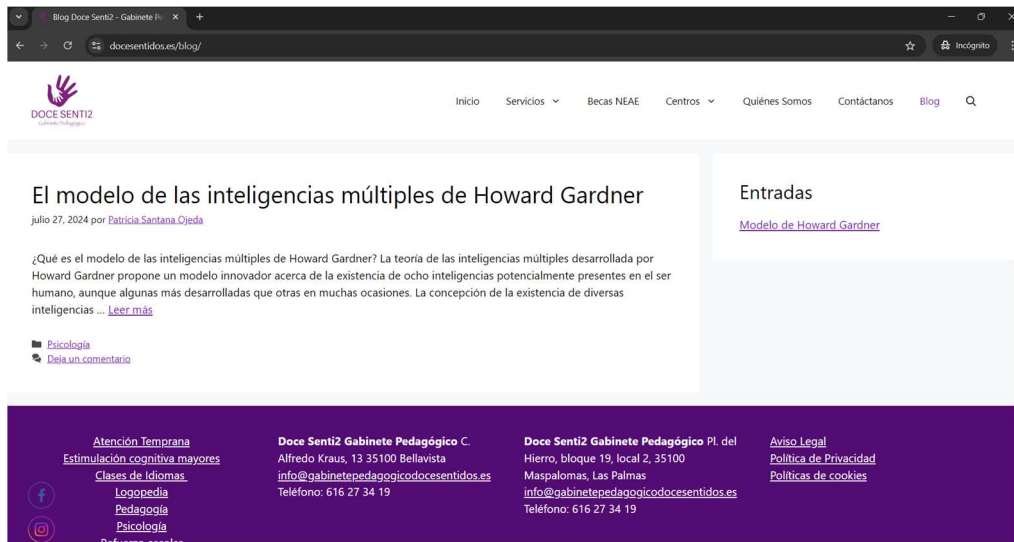 Blog Doce Senti2 - Gabinete Pe
docesentidos.es/blog/
Incógnito
DOCE SENTI2
Gabinete Pedagógico
Inicio
Servicios
Becas NEAE
Centros
Quiénes Somos
Contáctanos
Blog
El modelo de las inteligencias múltiples de Howard Gardner
julio 27, 2024 por Patricia Santana Ojeda
¿Qué es el modelo de las inteligencias múltiples de Howard Gardner? La teoría de las inteligencias múltiples desarrollada por
Howard Gardner propone un modelo innovador acerca de la existencia de ocho inteligencias potencialmente presentes en el ser
humano, aunque algunas más desarrolladas que otras en muchas ocasiones. La concepción de la existencia de diversas
inteligencias ... Leer más
Psicología
Deja un comentario
Entradas
Modelo de Howard Gardner
Atención Temprana
Estimulación cognitiva mayores
Clases de Idiomas
Logopedia
Pedagogía
Psicología
Refuerzo escolar
Doce Senti2 Gabinete Pedagógico C.
Alfredo Kraus, 13 35100 Bellavista
info@gabinetepedagogicodocesentidos.es
Teléfono: 616 27 34 19
Doce Senti2 Gabinete Pedagógico Pl. del
Hierro, bloque 19, local 2, 35100
Maspalomas, Las Palmas
info@gabinetepedagogicodocesentidos.es
Teléfono: 616 27 34 19
Aviso Legal
Política de Privacidad
Políticas de cookies